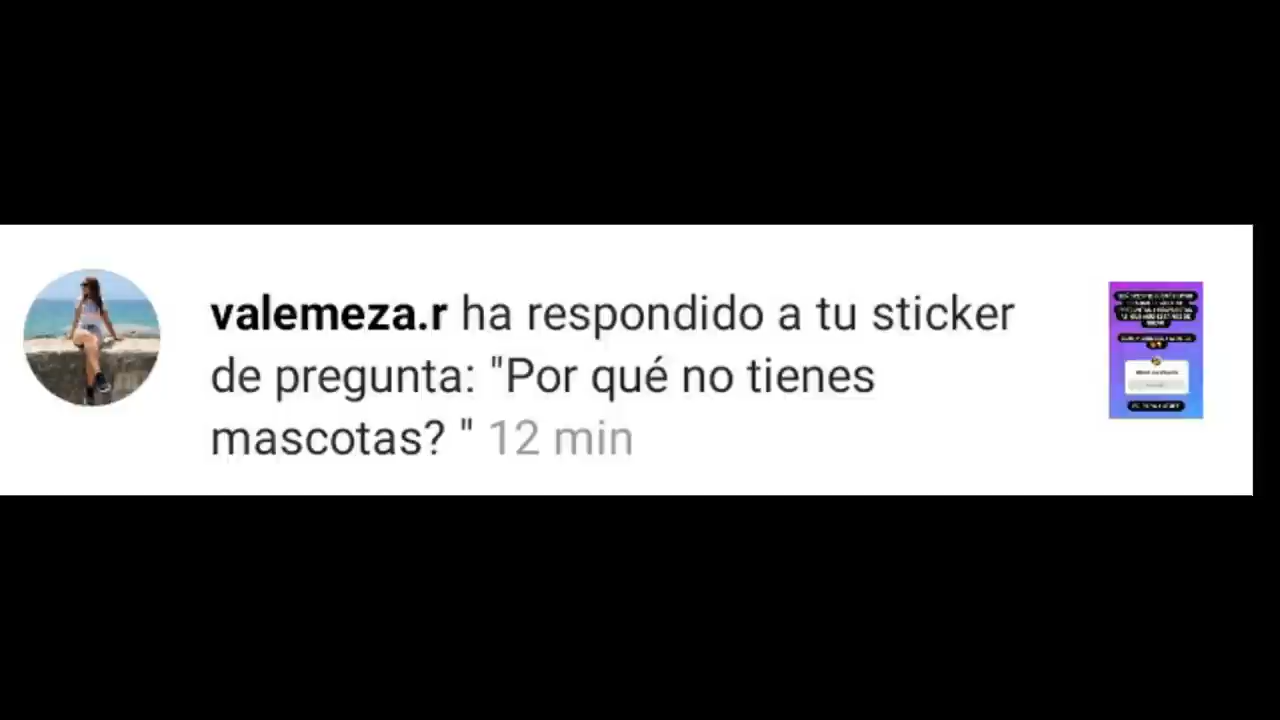 valemeza.r ha respondido a tu sticker
de pregunta: "Por qué no tienes
mascotas? " 12 min